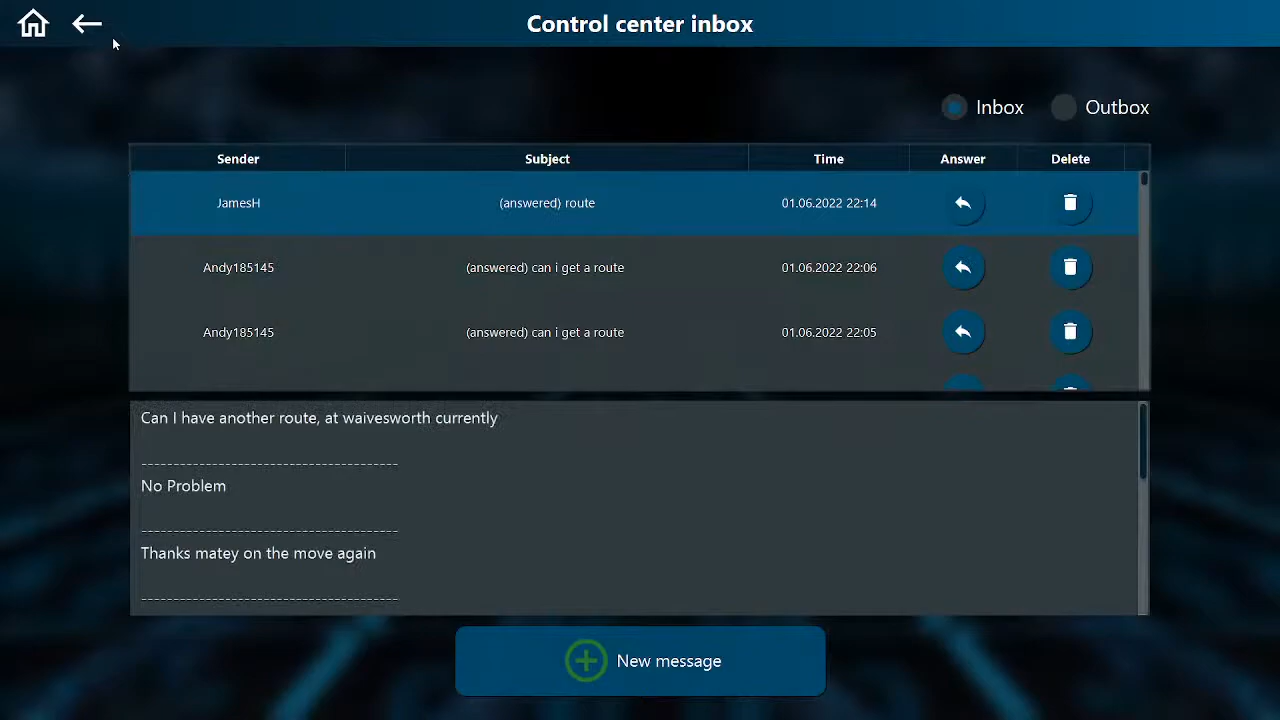 Control center inbox
Inbox Outbox
Sender Subject Time Answer Delete
JamesH (answered) route 01.06.2022 22:14
Andy185145 (answered) can i get a route 01.06.2022 22:06
Andy185145 (answered) can i get a route 01.06.2022 22:05
Can I have another route, at waivesworth currently
----------------------------------------
No Problem
----------------------------------------
Thanks matey on the move again
----------------------------------------
New message